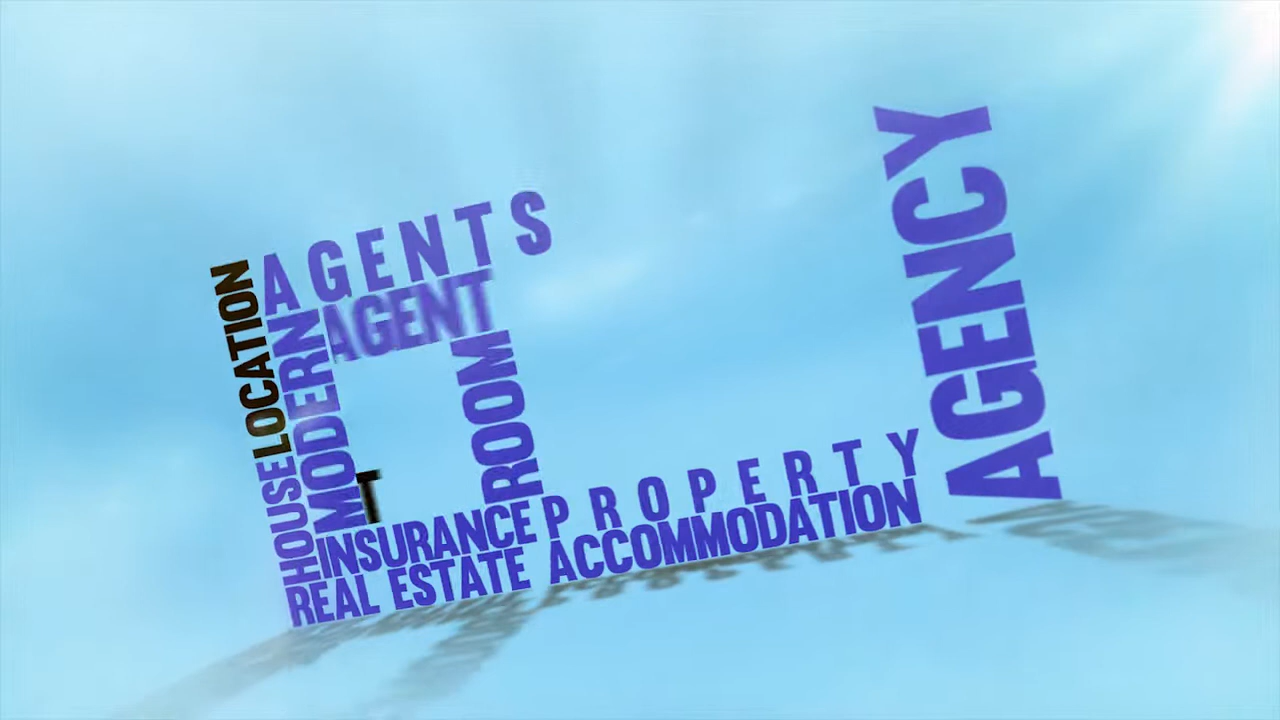 AGENCY
AGENTS
LOCATION
AGENT
MODERN
ROOM
HOUSE
T
PROPERTY
INSURANCE
ACCOMMODATION
REAL ESTATE